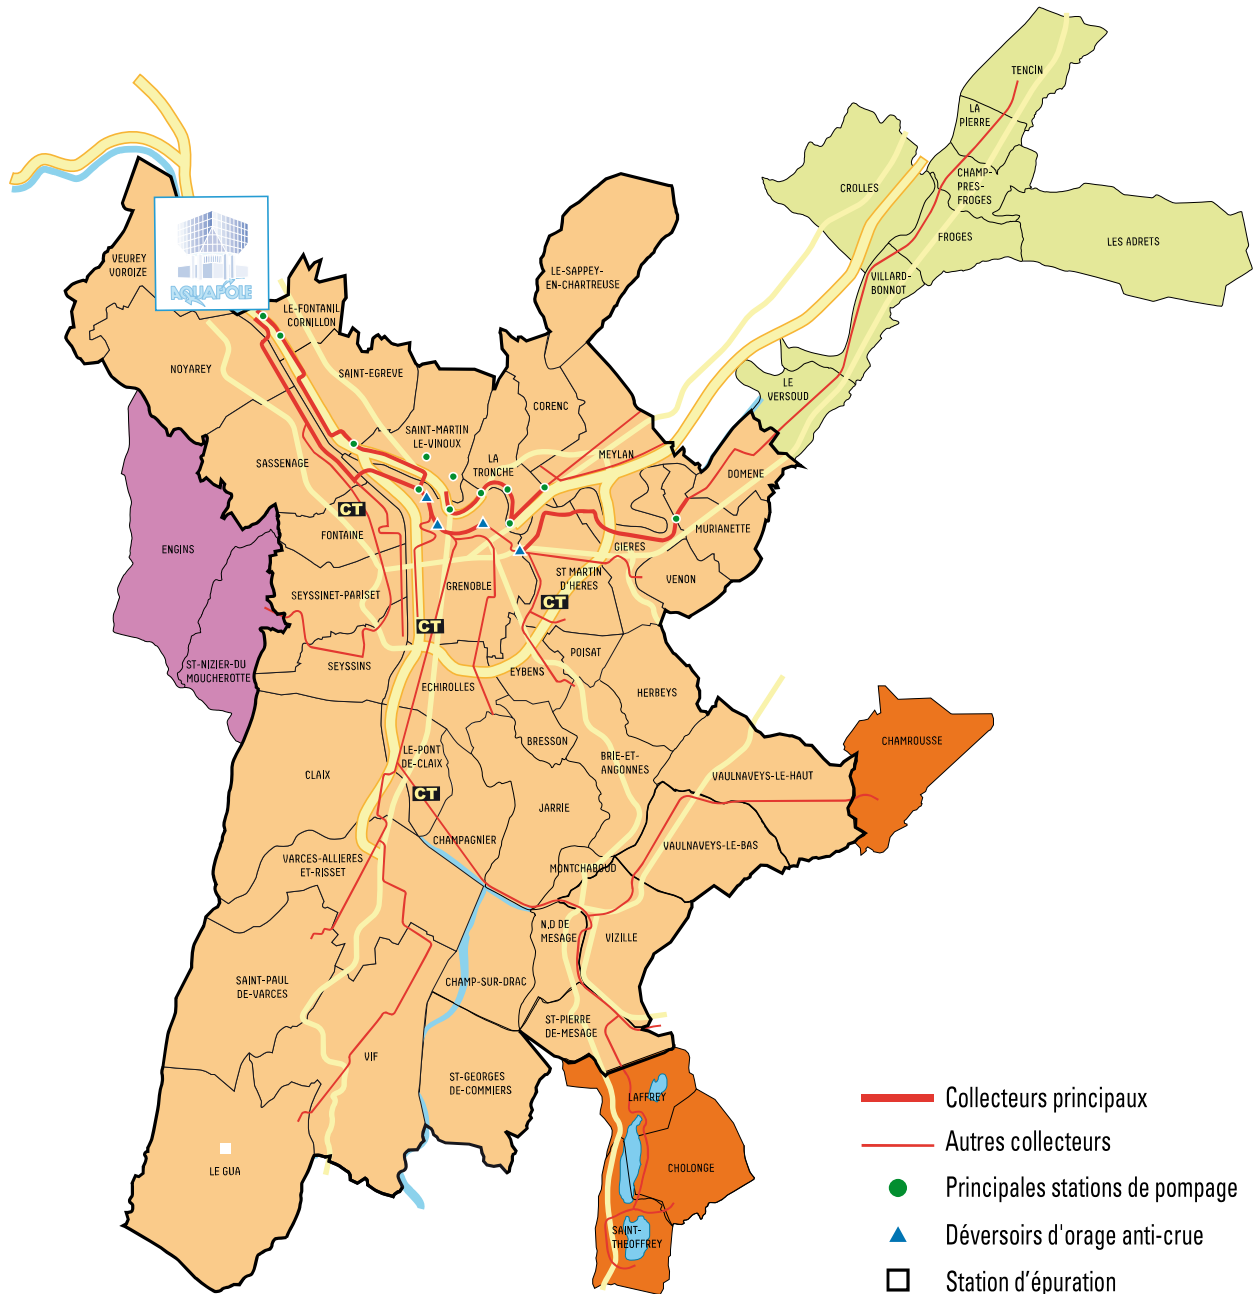 TENCIN
LA
PIERRE
CHAMP-
PRES-
FROGES
CROLLES
FROGES
LES ADRETS
VILLARD-
BONNOT
LE
VERSOUD
VEUREY
VOROIZE
AQUAPÔLE
LE-FONTANIL
CORNILLON
LE-SAPPEY-
EN-CHARTREUSE
NOYAREY
SAINT-EGREVE
CORENC
SAINT-MARTIN
LE-VINOUX
LA
TRONCHE
MEYLAN
SASSENAGE
DOMENE
CT
FONTAINE
MURIANETTE
ENGINS
GIERES
VENON
GRENOBLE
ST MARTIN
D'HERES
SEYSSINET-PARISET
CT
CT
ST-NIZIER-DU
MOUCHEROTTE
SEYSSINS
EYBENS
POISAT
HERBEYS
ECHIROLLES
BRESSON
CHAMROUSSE
LE-PONT
DE-CLAIX
BRIE-ET-
ANGONNES
CLAIX
VAULNAVEYS-LE-HAUT
CT
JARRIE
CHAMPAGNIER
VAULNAVEYS-LE-BAS
VARCES-ALLIERES
ET-RISSET
MONTCHABOUD
N.D DE
MESAGE
VIZILLE
SAINT-PAUL
DE-VARCES
CHAMP-SUR-DRAC
ST-PIERRE
DE-MESAGE
VIF
ST-GEORGES
DE-COMMIERS
LAFFREY
LE GUA
CHOLONGE
SAINT-
THEOFFREY
Collecteurs principaux
Autres collecteurs
Principales stations de pompage
Déversoirs d'orage anti-crue
Station d'épuration